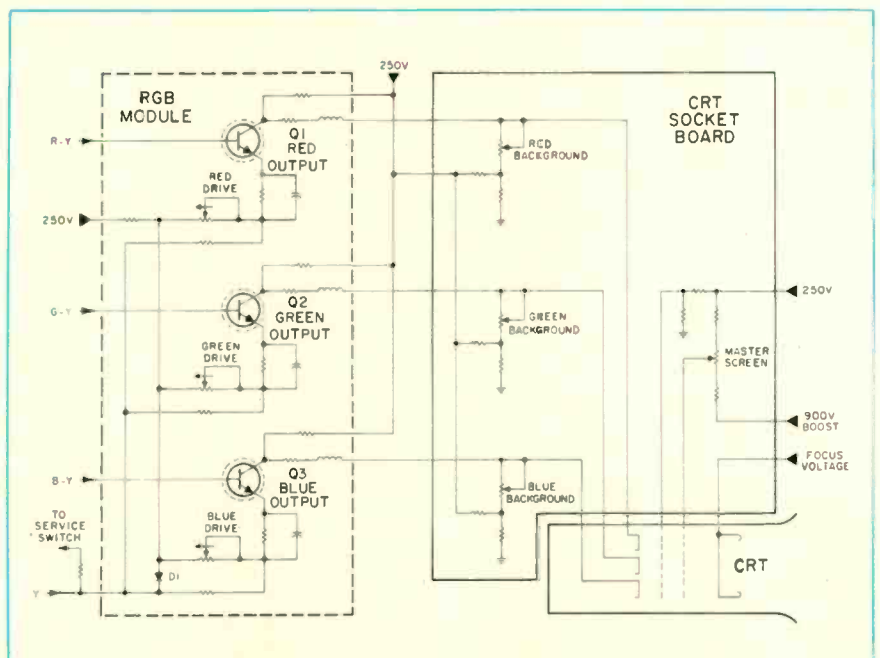 250V
RGB
MODULE
CRT
SOCKET
BOARD
R-Y
Q1
RED
OUTPUT
RED
BACKGROUND
RED
DRIVE
250V
250V
G-Y
Q2
GREEN
OUTPUT
GREEN
BACKGROUND
GREEN
DRIVE
MASTER
SCREEN
900V
BOOST
FOCUS
VOLTAGE
B-Y
Q3
BLUE
OUTPUT
BLUE
BACKGROUND
TO
SERVICE
SWITCH
BLUE
DRIVE
D1
CRT
Y